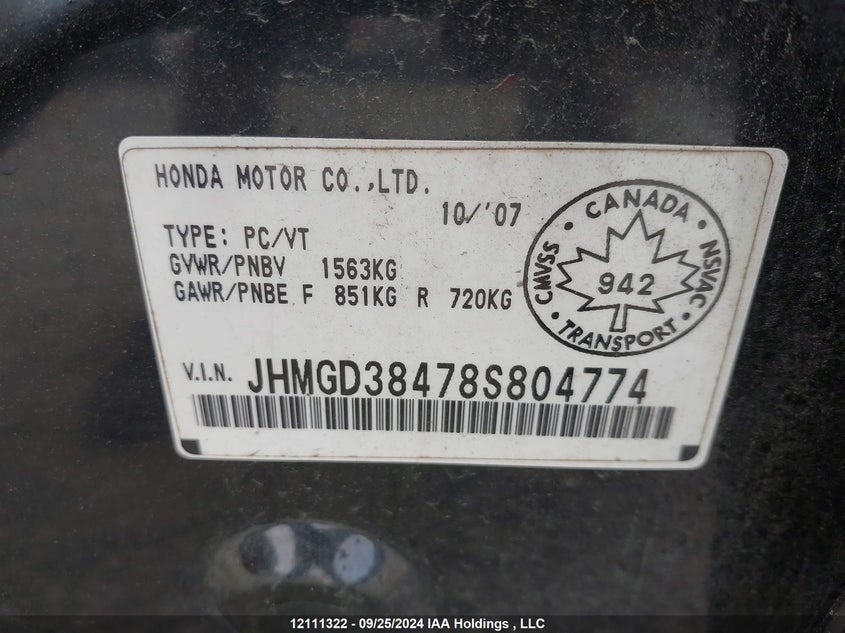 HONDA MOTOR CO.,LTD.
10/'07
TYPE: PC/VT
GVWR/PNBV 1563KG
GAWR/PNBE F 851KG R 720KG
CANADA
CMVSS
NSVAC
942
TRANSPORT
V.I.N. JHMGD38478S804774
12111322 - 09/25/2024 IAA Holdings , LLC